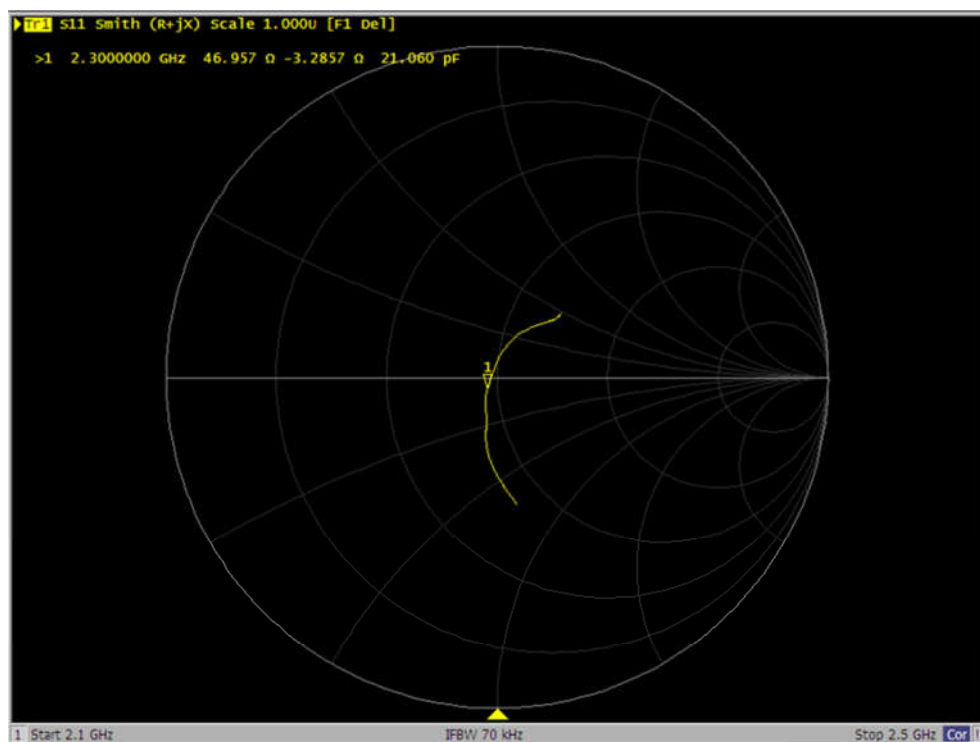 Tr1 S11 Smith (R+jX) Scale 1.000U [F1 Del]
>1 2.3000000 GHz 46.957 Ω -3.2857 Ω 21.060 pF
1
1 Start 2.1 GHz IFBW 70 kHz Stop 2.5 GHz Cor